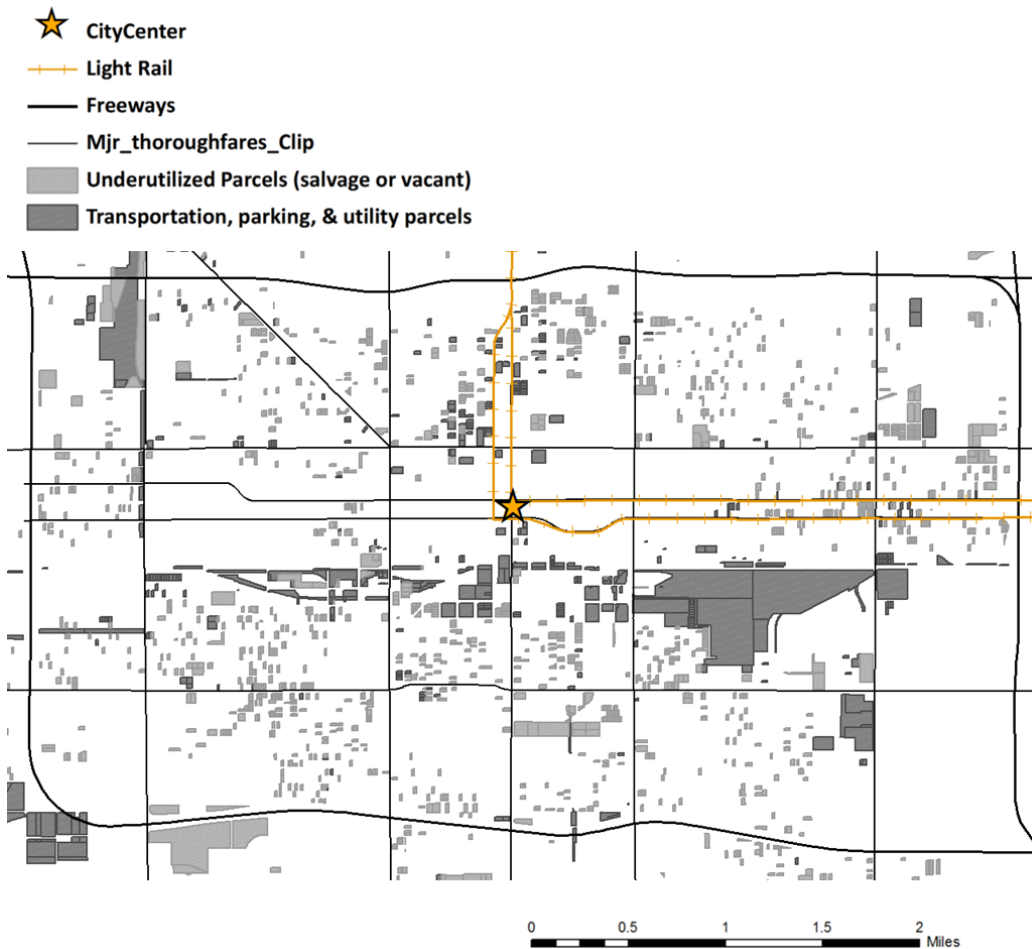 CityCenter
Light Rail
Freeways
Mjr_thoroughfares_Clip
Underutilized Parcels (salvage or vacant)
Transportation, parking, & utility parcels
0 0.5 1 1.5 2
Miles